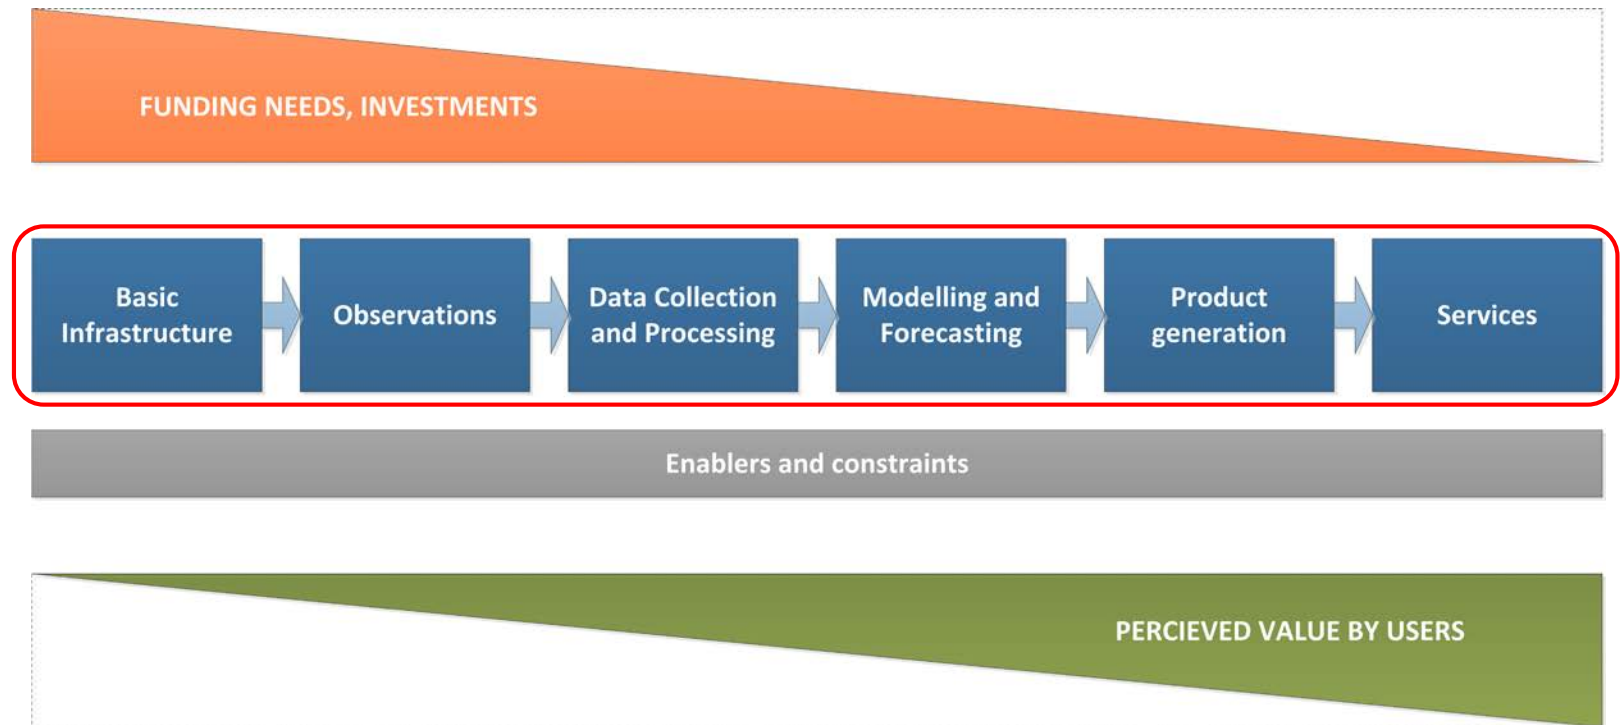 FUNDING NEEDS, INVESTMENTS
Basic
Infrastructure
Observations
Data Collection
and Processing
Modelling and
Forecasting
Product
generation
Services
Enablers and constraints
PERCIEVED VALUE BY USERS